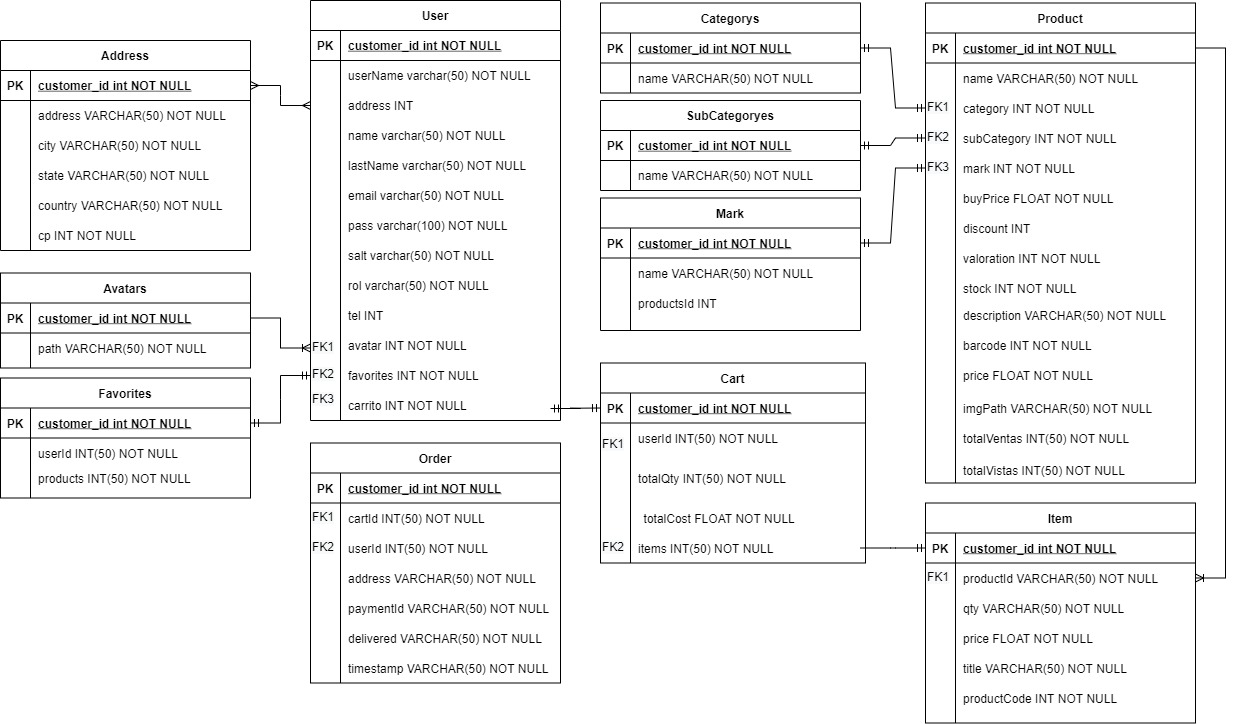 Address
PK customer_id int NOT NULL
address VARCHAR(50) NOT NULL
city VARCHAR(50) NOT NULL
state VARCHAR(50) NOT NULL
country VARCHAR(50) NOT NULL
cp INT NOT NULL
Avatars
PK customer_id int NOT NULL
path VARCHAR(50) NOT NULL
Favorites
PK customer_id int NOT NULL
userId INT(50) NOT NULL
products INT(50) NOT NULL
User
PK customer_id int NOT NULL
userName varchar(50) NOT NULL
address INT
name varchar(50) NOT NULL
lastName varchar(50) NOT NULL
email varchar(50) NOT NULL
pass varchar(100) NOT NULL
salt varchar(50) NOT NULL
rol varchar(50) NOT NULL
tel INT
FK1 avatar INT NOT NULL
FK2 favorites INT NOT NULL
FK3 carrito INT NOT NULL
Order
PK customer_id int NOT NULL
FK1 cartId INT(50) NOT NULL
FK2 userId INT(50) NOT NULL
address VARCHAR(50) NOT NULL
paymentId VARCHAR(50) NOT NULL
delivered VARCHAR(50) NOT NULL
timestamp VARCHAR(50) NOT NULL
Categorys
PK customer_id int NOT NULL
name VARCHAR(50) NOT NULL
SubCategoryes
PK customer_id int NOT NULL
name VARCHAR(50) NOT NULL
Mark
PK customer_id int NOT NULL
name VARCHAR(50) NOT NULL
productsId INT
Cart
PK customer_id int NOT NULL
FK1 userId INT(50) NOT NULL
totalQty INT(50) NOT NULL
totalCost FLOAT NOT NULL
FK2 items INT(50) NOT NULL
Product
PK customer_id int NOT NULL
name VARCHAR(50) NOT NULL
FK1 category INT NOT NULL
FK2 subCategory INT NOT NULL
FK3 mark INT NOT NULL
buyPrice FLOAT NOT NULL
discount INT
valoration INT NOT NULL
stock INT NOT NULL
description VARCHAR(50) NOT NULL
barcode INT NOT NULL
price FLOAT NOT NULL
imgPath VARCHAR(50) NOT NULL
totalVentas INT(50) NOT NULL
totalVistas INT(50) NOT NULL
Item
PK customer_id int NOT NULL
FK1 productId VARCHAR(50) NOT NULL
qty VARCHAR(50) NOT NULL
price FLOAT NOT NULL
title VARCHAR(50) NOT NULL
productCode INT NOT NULL